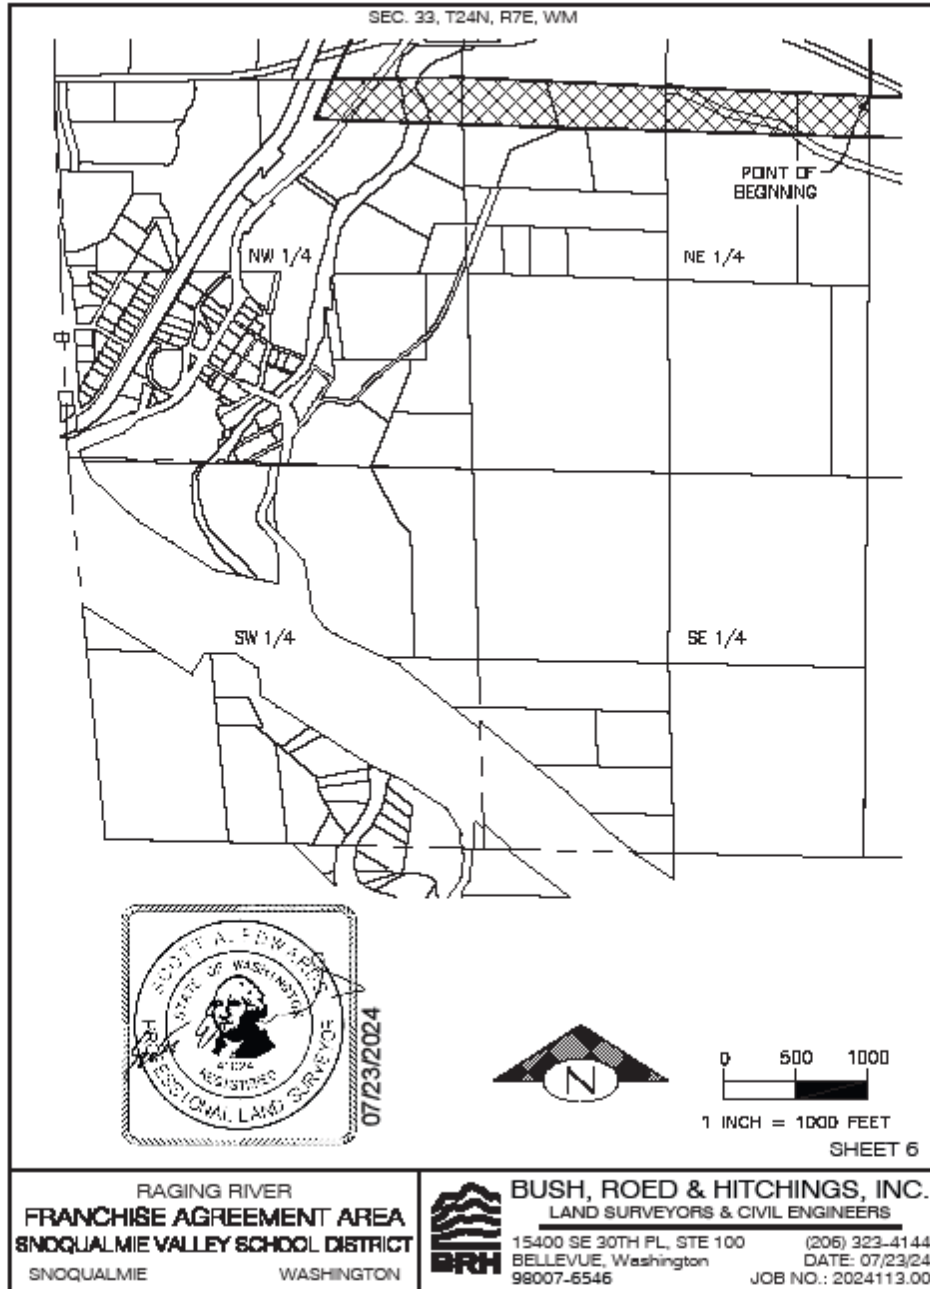 SEC. 33, T24N, R7E, WM
POINT OF
BEGINNING
NW 1/4
NE 1/4
SW 1/4
SE 1/4
SCOTT A. EDWARDS
STATE OF WASHINGTON
REGISTERED
PROFESSIONAL LAND SURVEYOR
07/23/2024
N
0 500 1000
1 INCH = 1000 FEET
SHEET 6
RAGING RIVER
FRANCHISE AGREEMENT AREA
SNOQUALMIE VALLEY SCHOOL DISTRICT
SNOQUALMIE WASHINGTON
BRH
BUSH, ROED & HITCHINGS, INC.
LAND SURVEYORS & CIVIL ENGINEERS
15400 SE 30TH PL, STE 100 (206) 323-4144
BELLEVUE, Washington DATE: 07/23/24
98007-6546 JOB NO.: 2024113.00